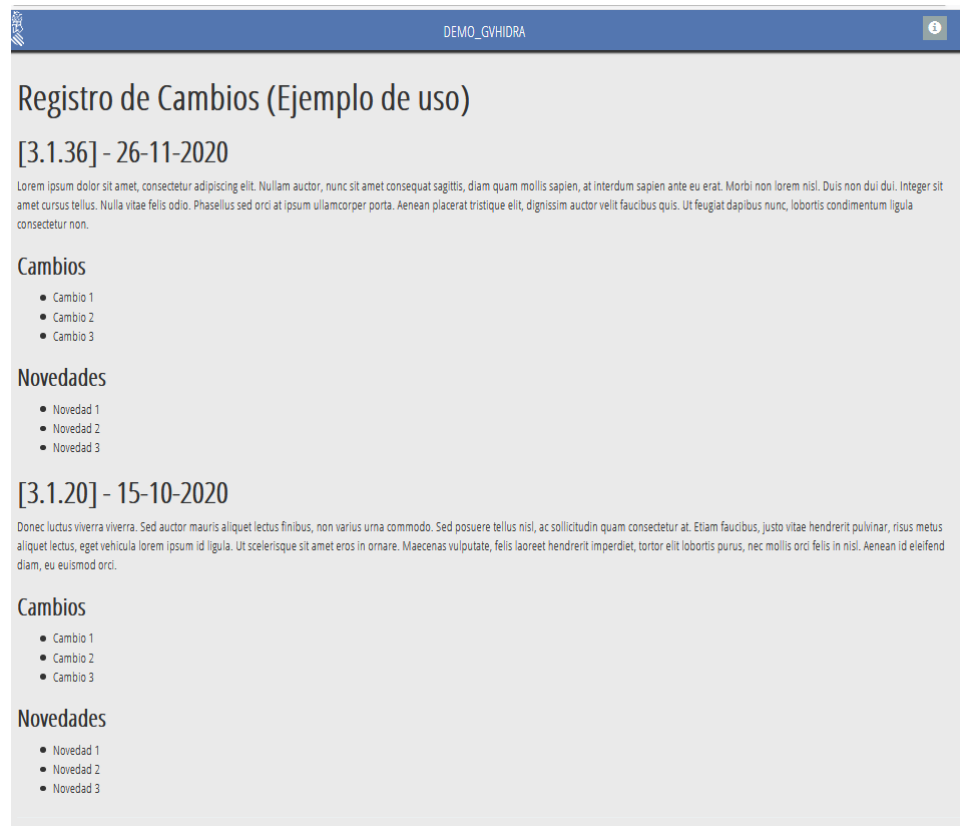 DEMO_GVHIDRA
Registro de Cambios (Ejemplo de uso)
[3.1.36] - 26-11-2020
Lorem ipsum dolor sit amet, consectetur adipiscing elit. Nullam auctor, nunc sit amet consequat sagittis, diam quam mollis sapien, at interdum sapien ante eu erat. Morbi non lorem nisl. Duis non dui dui. Integer sit
amet cursus tellus. Nulla vitae felis odio. Phasellus sed orci at ipsum ullamcorper porta. Aenean placerat tristique elit, dignissim auctor velit faucibus quis. Ut feugiat dapibus nunc, lobortis condimentum ligula
consectetur non.
Cambios
Cambio 1
Cambio 2
Cambio 3
Novedades
Novedad 1
Novedad 2
Novedad 3
[3.1.20] - 15-10-2020
Donec luctus viverra viverra. Sed auctor mauris aliquet lectus finibus, non varius urna commodo. Sed posuere tellus nisl, ac sollicitudin quam consectetur at. Etiam faucibus, justo vitae hendrerit pulvinar, risus metus
aliquet lectus, eget vehicula lorem ipsum id ligula. Ut scelerisque sit amet eros in ornare. Maecenas vulputate, felis laoreet hendrerit imperdiet, tortor elit lobortis purus, nec mollis orci felis in nisl. Aenean id eleifend
diam, eu euismod orci.
Cambios
Cambio 1
Cambio 2
Cambio 3
Novedades
Novedad 1
Novedad 2
Novedad 3